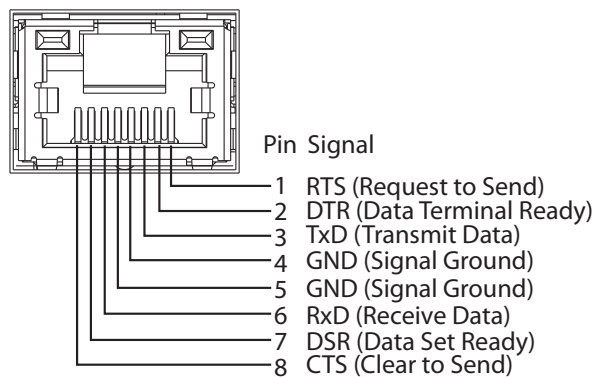 Pin Signal
1 RTS (Request to Send)
2 DTR (Data Terminal Ready)
3 TxD (Transmit Data)
4 GND (Signal Ground)
5 GND (Signal Ground)
6 RxD (Receive Data)
7 DSR (Data Set Ready)
8 CTS (Clear to Send)